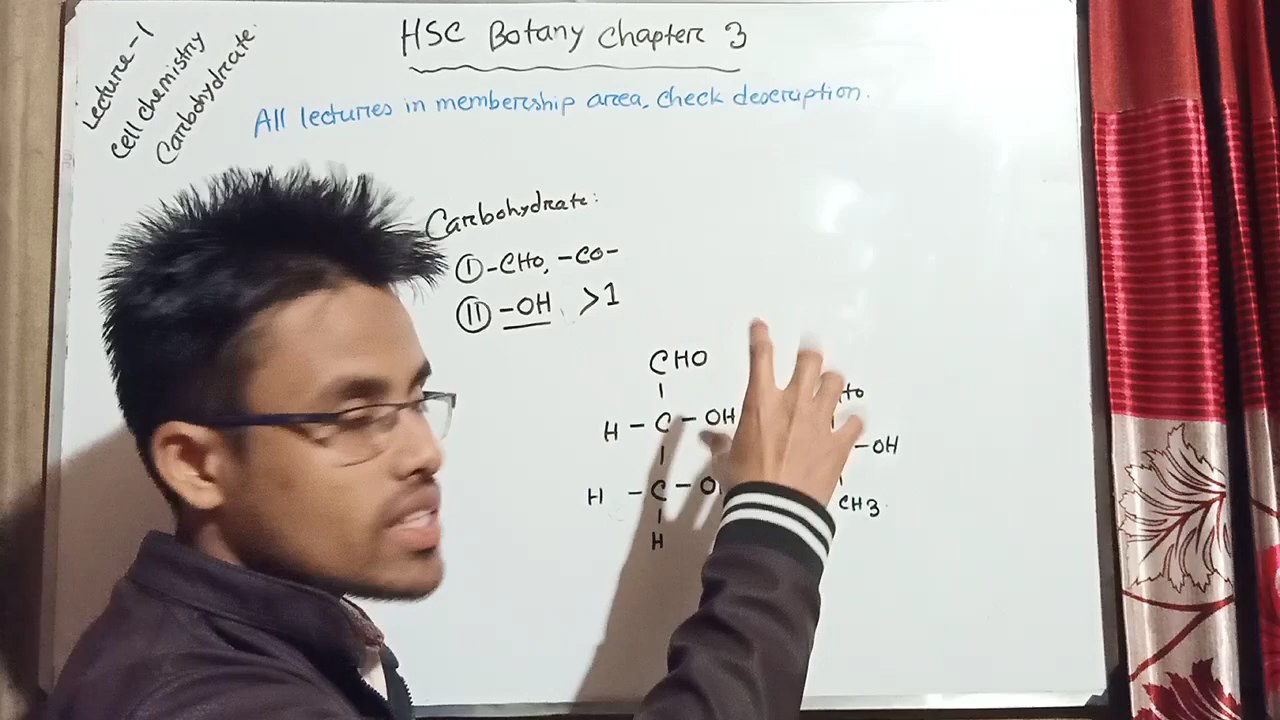 Lecture-1
Cell chemistry
Carbohydrate.
HSC Botany Chapter 3
All lectures in membership area, check description.
Carbohydrate:
I -CHO, -CO-
II -OH >1
CHO
H - C - OH
H - C - O
H
-OH
CH3